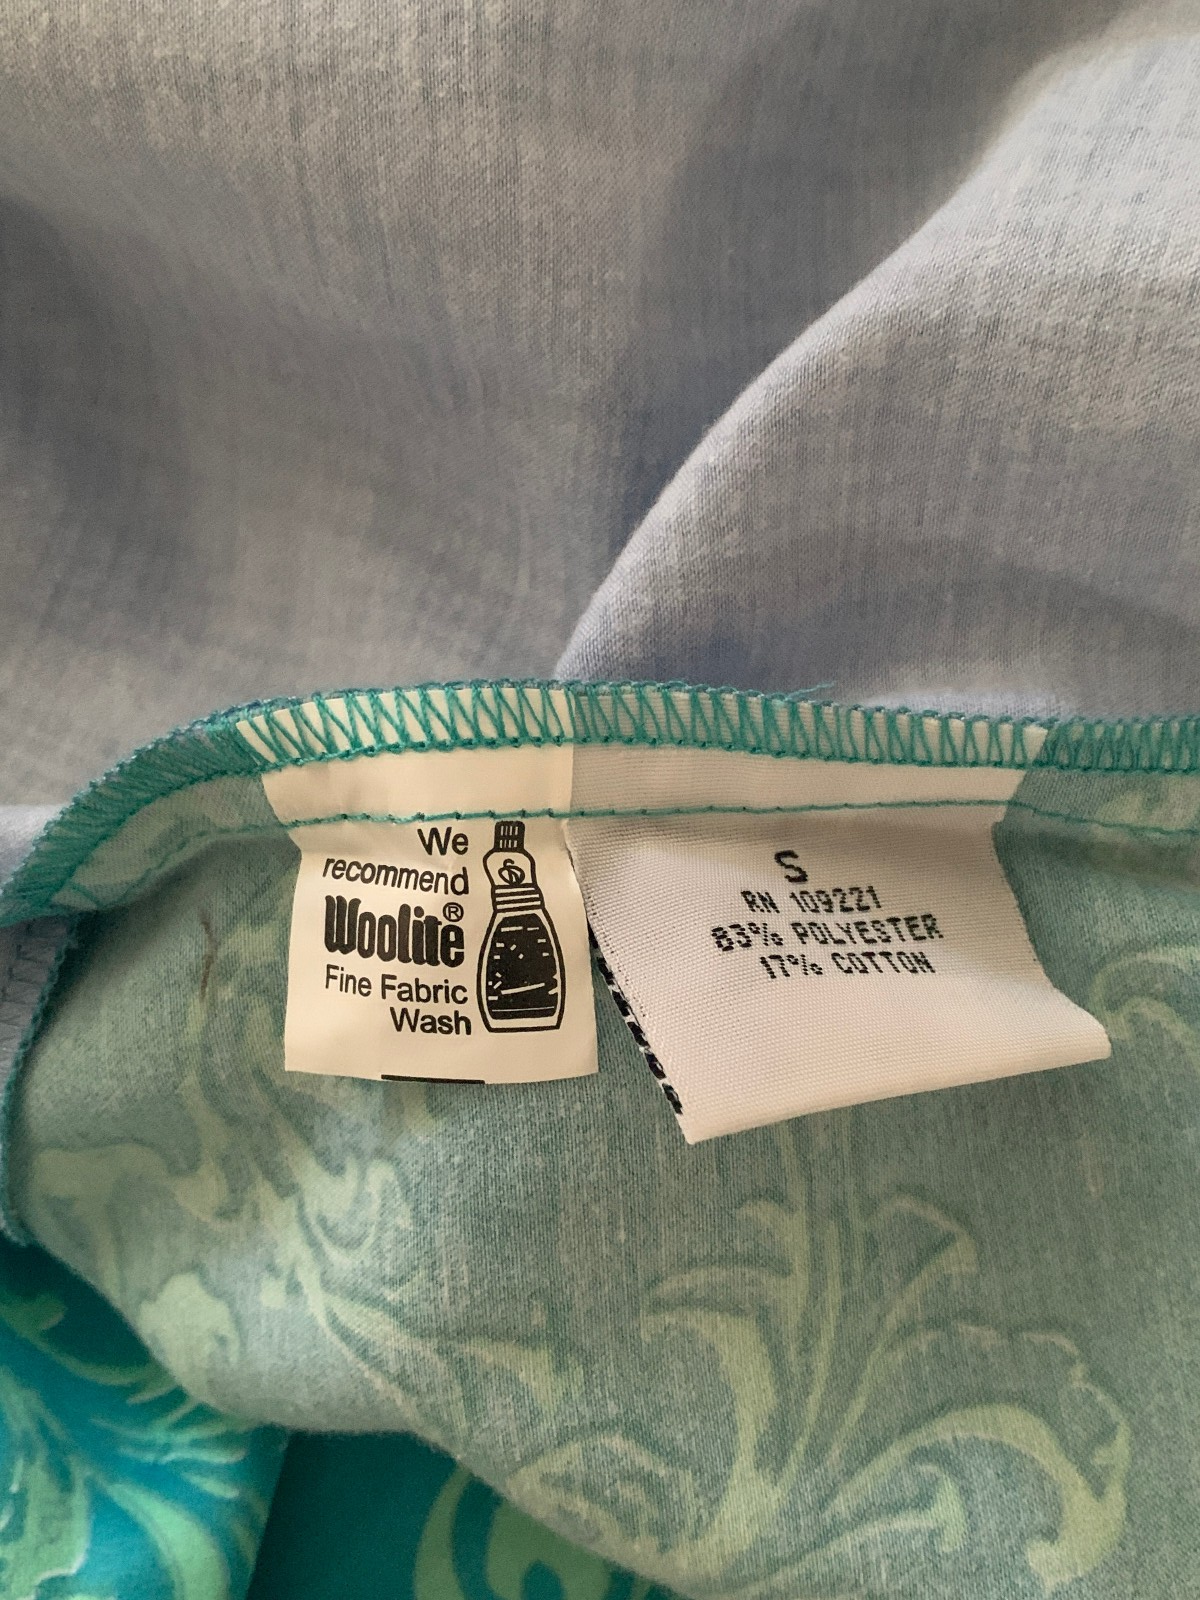 We
recommend
Woolite®
Fine Fabric
Wash
S
RN 109221
83% POLYESTER
17% COTTON